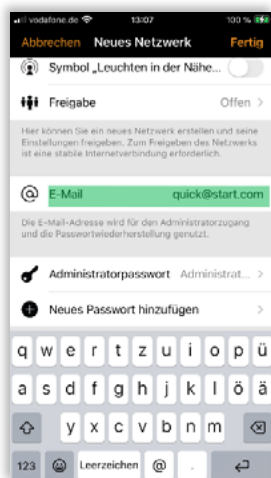 vodafone.de 13:07 100 %
Abbrechen Neues Netzwerk Fertig
Symbol „Leuchten in der Nähe...
Freigabe Offen >
Hier können Sie ein neues Netzwerk erstellen und seine
Einstellungen freigeben. Zum Freigeben des Netzwerks
ist eine stabile Internetverbindung erforderlich.
@ E-Mail quick@start.com
Die E-Mail-Adresse wird für den Administratorzugang
und die Passwortwiederherstellung genutzt.
Administratorpasswort Administrat... >
Neues Passwort hinzufügen >
q w e r t z u i o p ü
a s d f g h j k l ö ä
y x c v b n m
123 Leerzeichen @ .